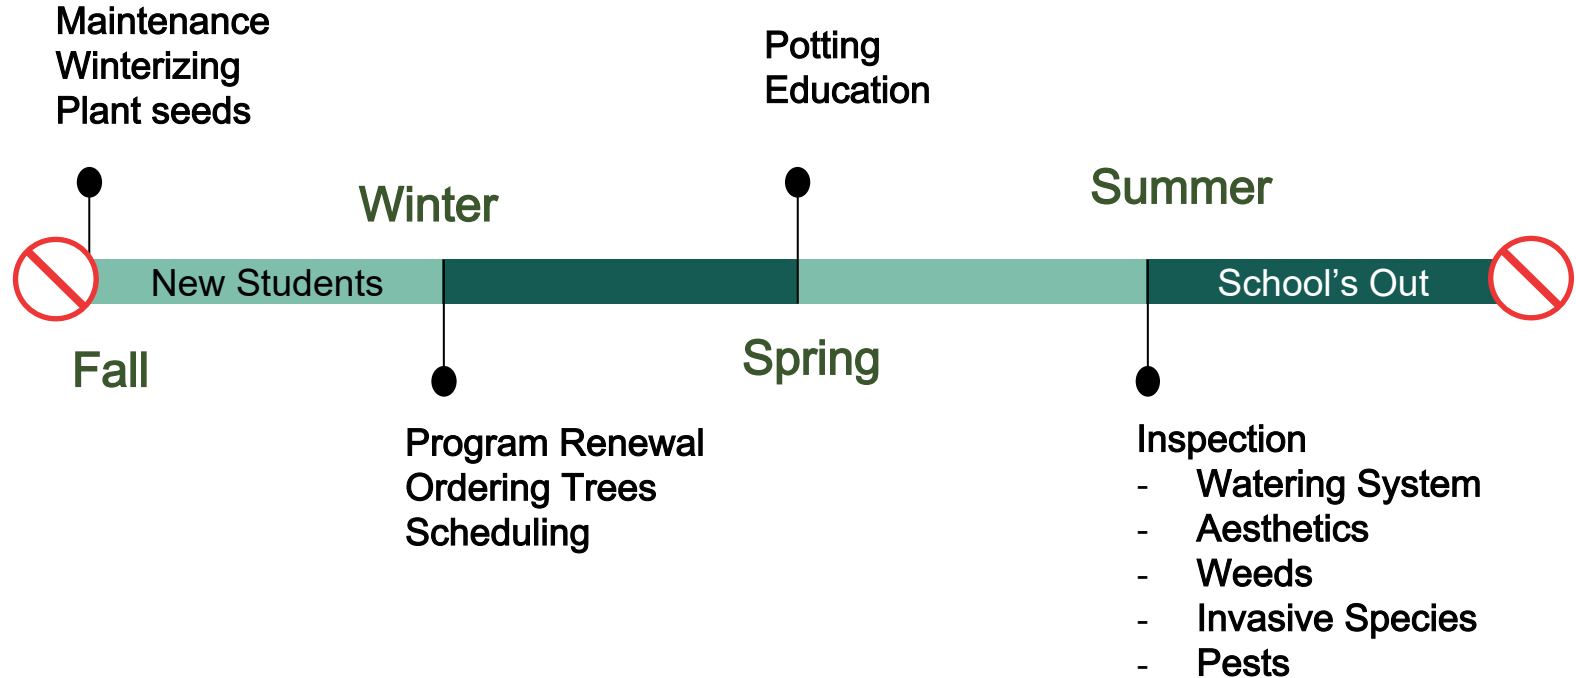 Maintenance
Winterizing
Plant seeds
Potting
Education
Winter
Summer
New Students
School’s Out
Fall
Spring
Program Renewal
Ordering Trees
Scheduling
Inspection
- Watering System
- Aesthetics
- Weeds
- Invasive Species
- Pests